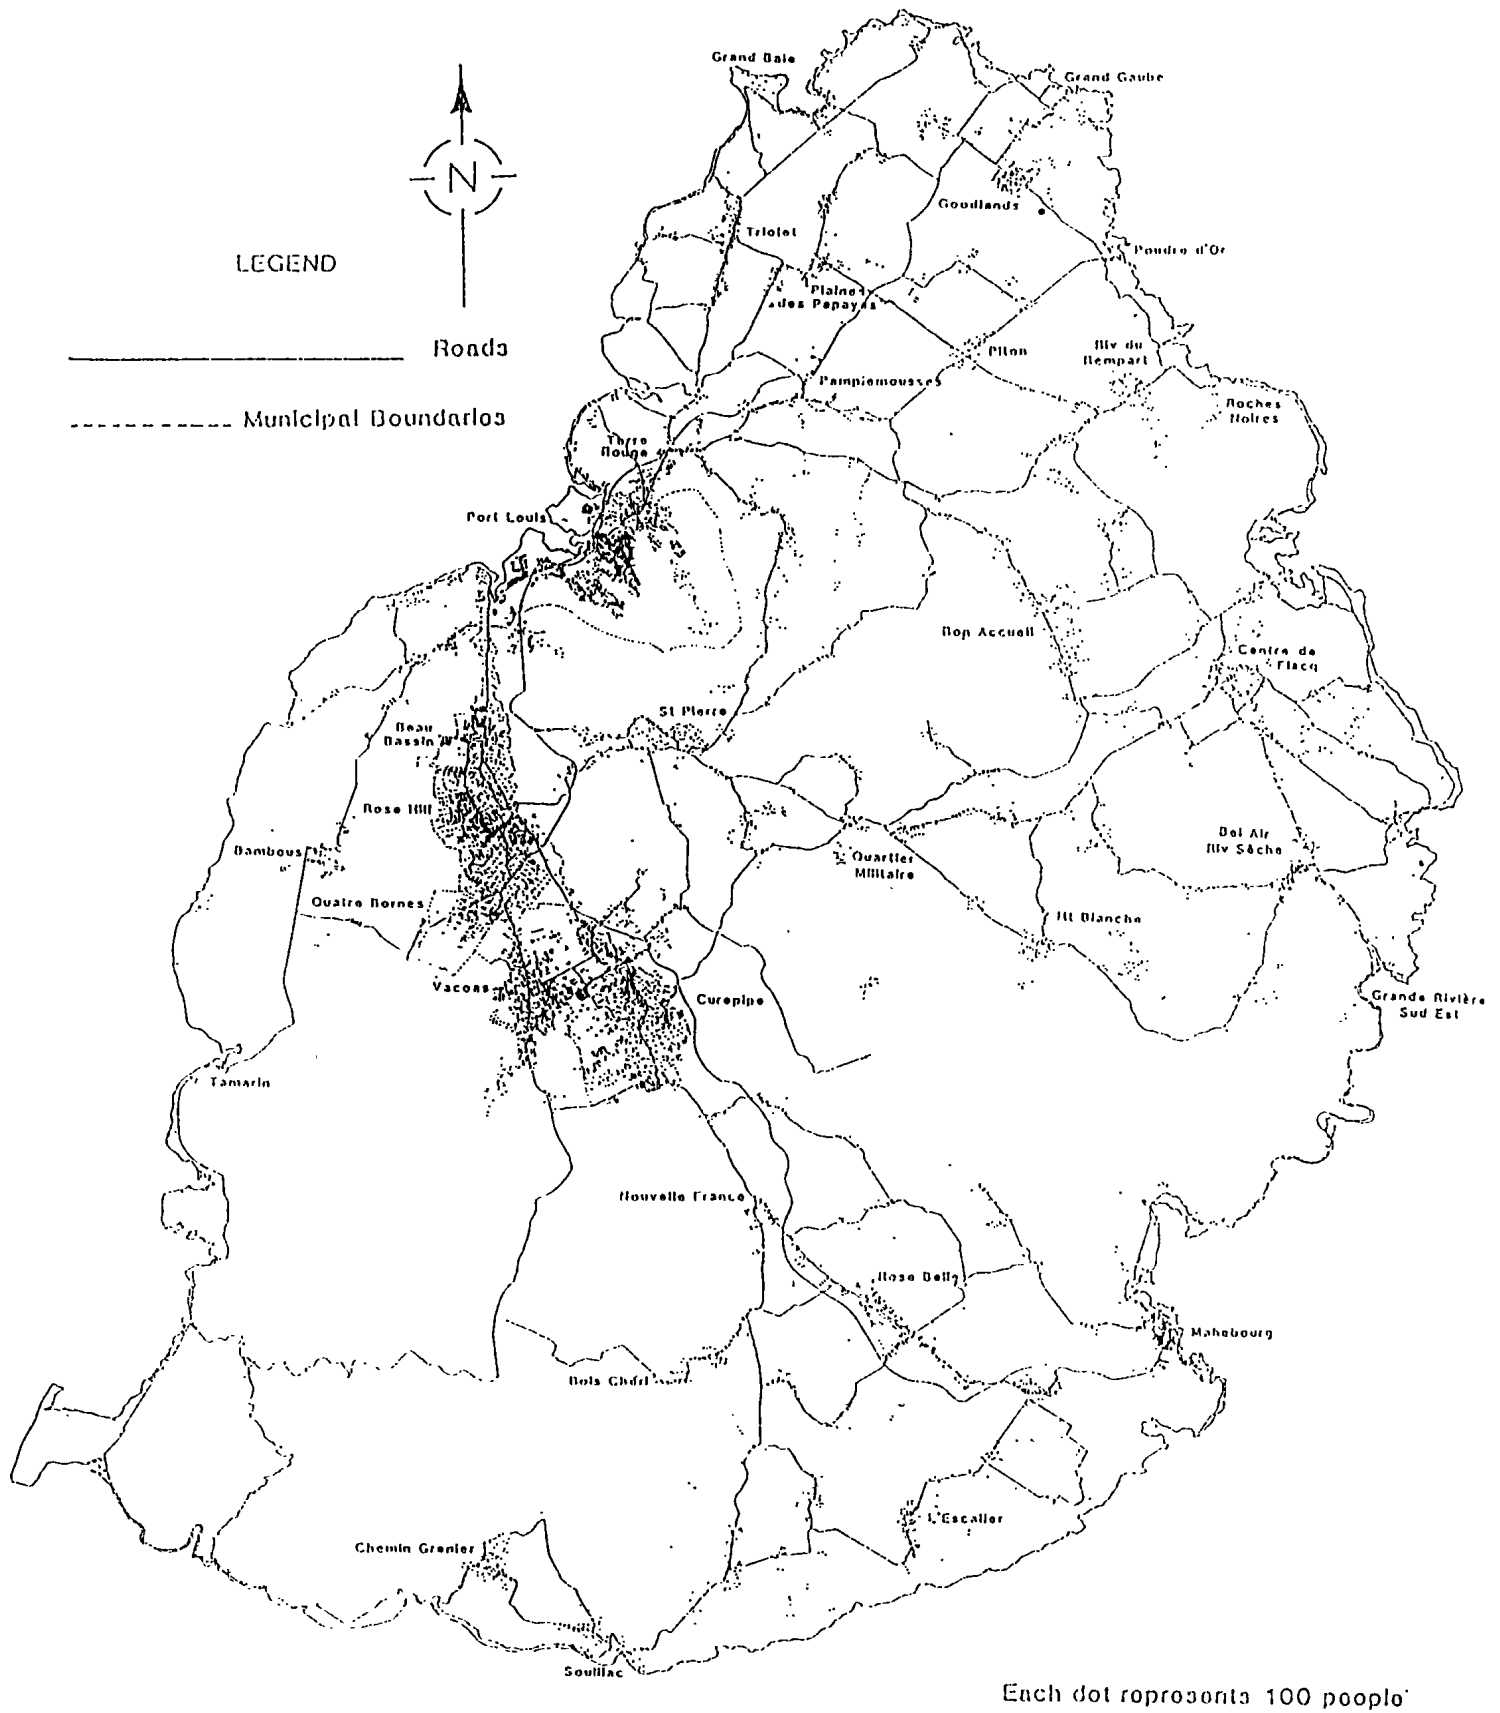 Grand Baie
Grand Gaube
N
Goodlands
Triolet
Poudre d'Or
LEGEND
Plaines
des Papayes
Roads
Piton
Riv du
Rempart
Pamplemousses
Municipal Boundaries
Roches
Noires
Terre
Rouge
Port Louis
Bon Accueil
Centre de
Flacq
St Pierre
Beau
Bassin
Rose Hill
Bel Air
Riv Sèche
Bambous
Quartier
Militaire
Quatre Bornes
Mt Blanche
Vacoas
Curepipe
Grande Rivière
Sud Est
Tamarin
Nouvelle France
Rose Belle
Mahebourg
Bois Chéri
L'Escalier
Chemin Grenier
Souillac
Each dot represents 100 people